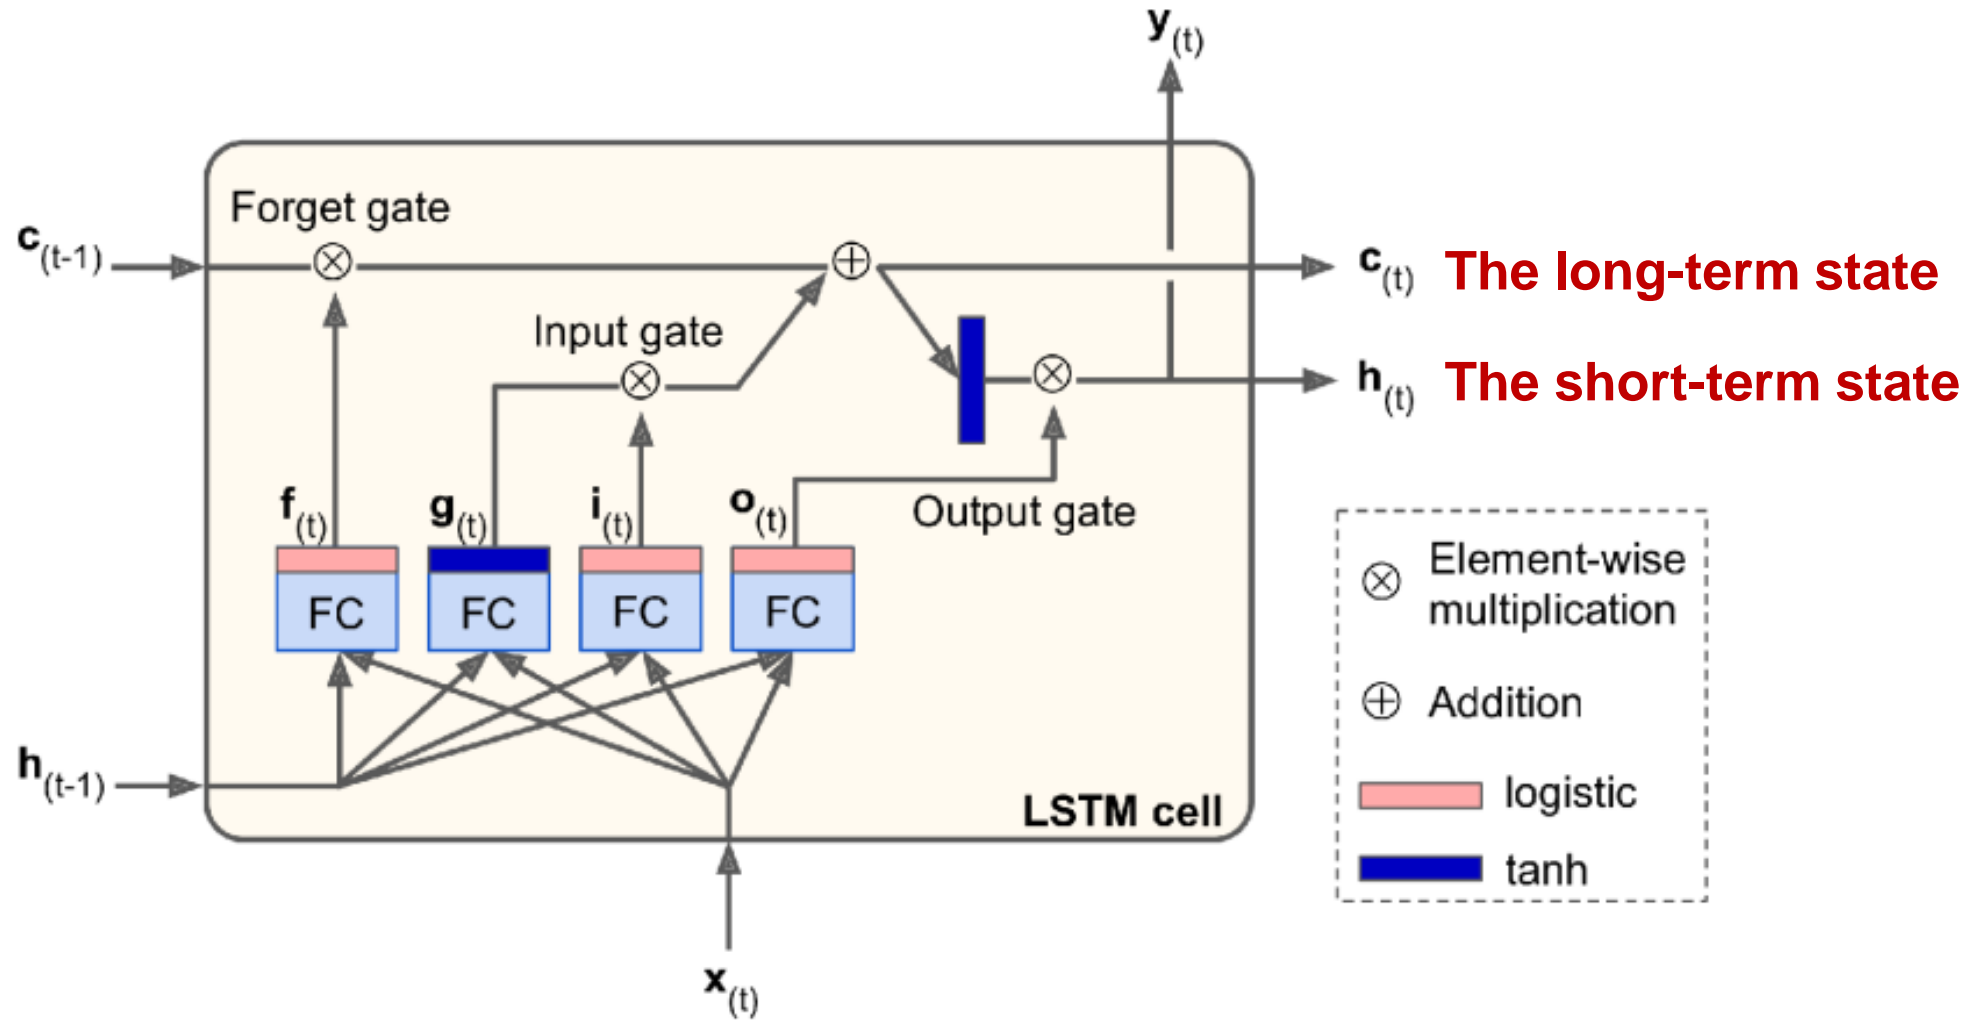 y(t)
Forget gate
c(t-1)
c(t) The long-term state
Input gate
h(t) The short-term state
f(t) g(t) i(t) o(t)
Output gate
FC FC FC FC
Element-wise
multiplication
Addition
h(t-1)
logistic
LSTM cell
tanh
x(t)